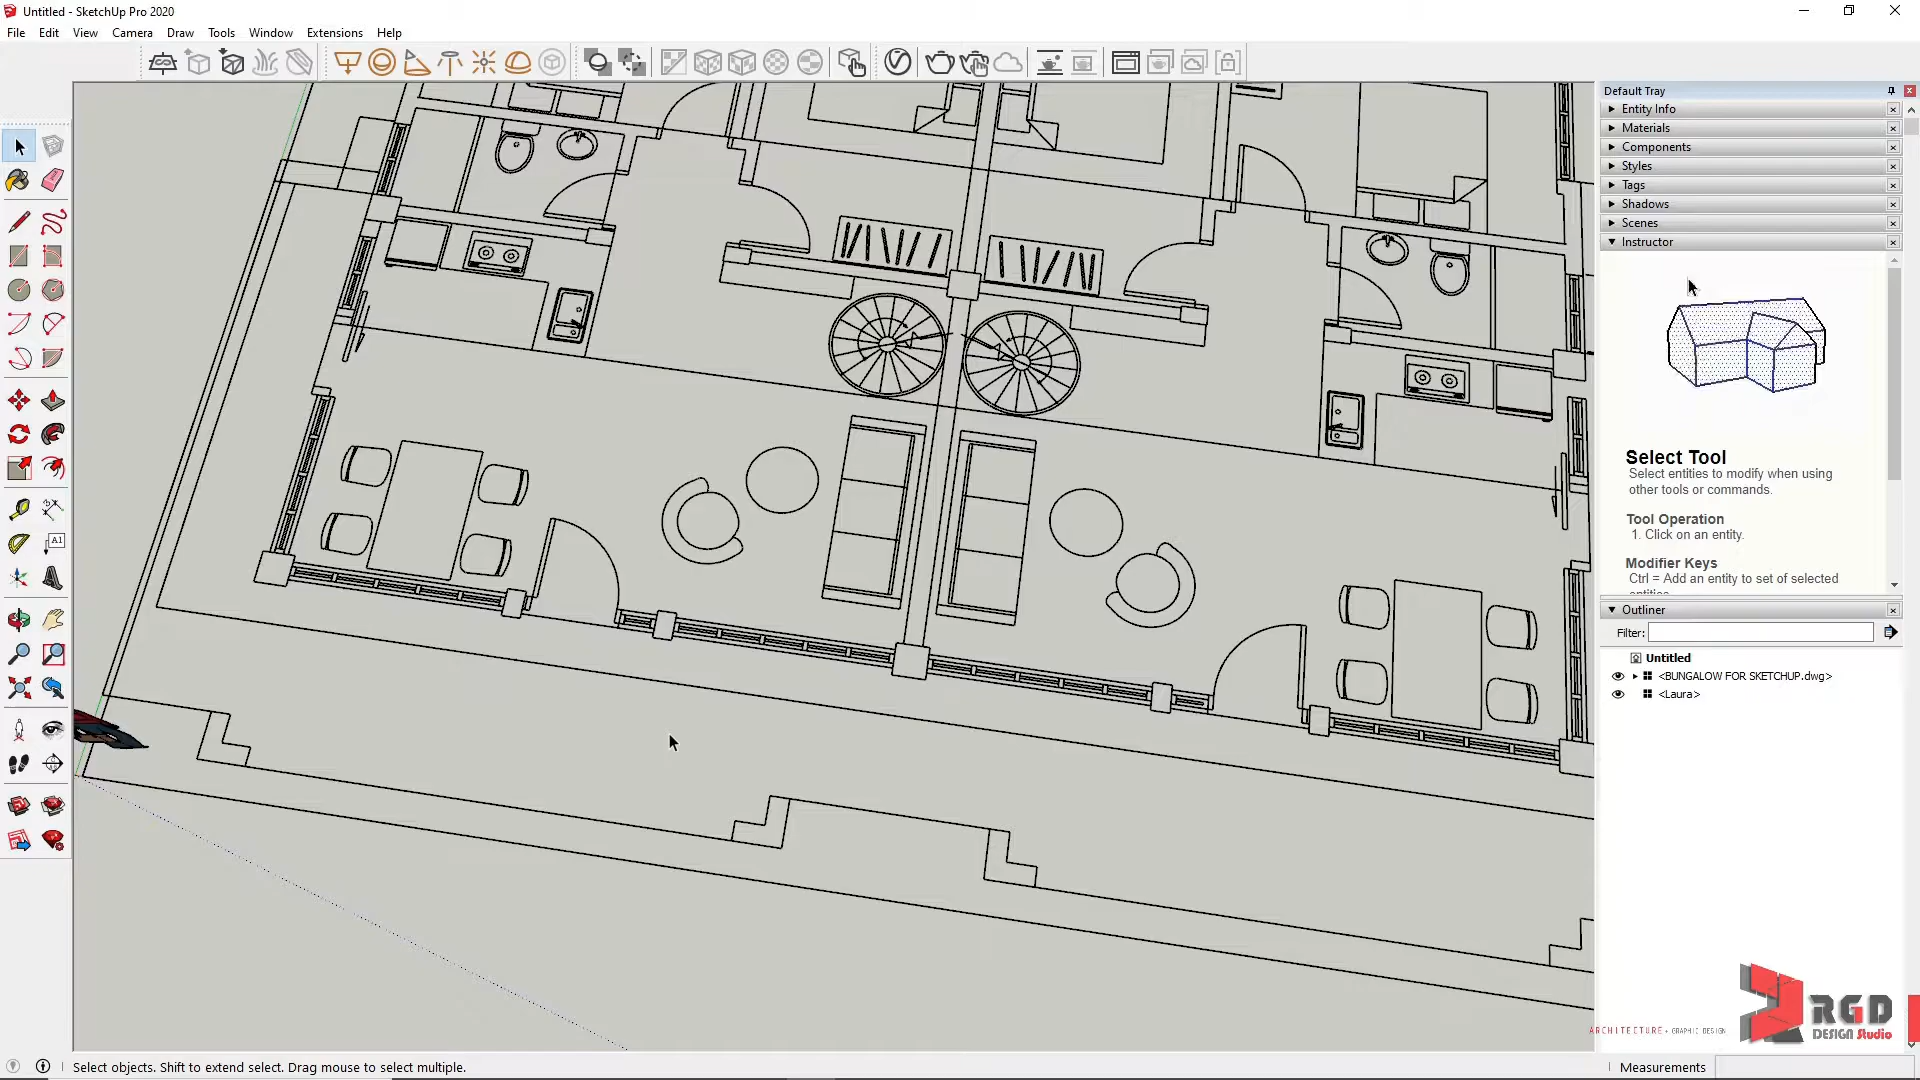 Untitled - SketchUp Pro 2020
File Edit View Camera Draw Tools Window Extensions Help
Default Tray
Entity Info
Materials
Components
Styles
Tags
Shadows
Scenes
Instructor
Select Tool
Select entities to modify when using
other tools or commands.
Tool Operation
1. Click on an entity.
Modifier Keys
Ctrl = Add an entity to set of selected
entities
Outliner
Filter:
Untitled
<BUNGALOW FOR SKETCHUP.dwg>
<Laura>
A1
RGD
DESIGN Studio
ARCHITECTURE + GRAPHIC DESIGN
Select objects. Shift to extend select. Drag mouse to select multiple.
Measurements